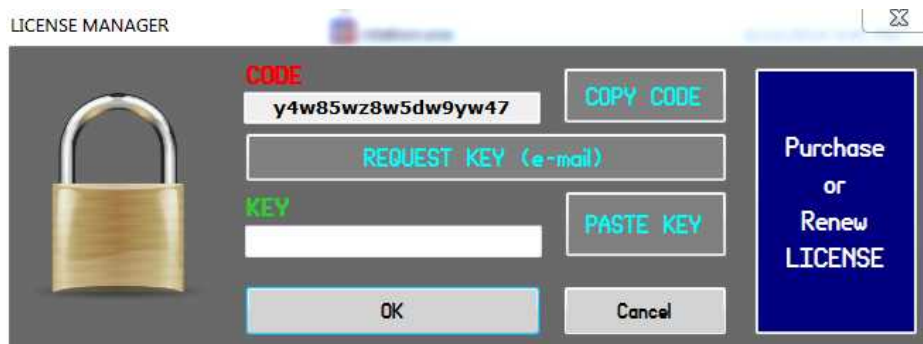 LICENSE MANAGER
CODE
y4w85wz8w5dw9yw47
COPY CODE
REQUEST KEY (e-mail)
KEY
PASTE KEY
OK
Cancel
Purchase
or
Renew
LICENSE